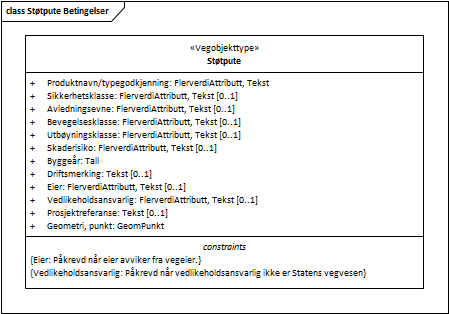 class Støtpute Betingelser
«Vegobjekttype»
Støtpute
+ Produktnavn/typegodkjenning: FlerverdiAttributt, Tekst
+ Sikkerhetsklasse: FlerverdiAttributt, Tekst [0..1]
+ Avledningsevne: FlerverdiAttributt, Tekst [0..1]
+ Bevegelsesklasse: FlerverdiAttributt, Tekst [0..1]
+ Utbøyningsklasse: FlerverdiAttributt, Tekst [0..1]
+ Skaderisiko: FlerverdiAttributt, Tekst [0..1]
+ Byggeår: Tall
+ Driftsmerking: Tekst [0..1]
+ Eier: FlerverdiAttributt, Tekst [0..1]
+ Vedlikeholdsansvarlig: FlerverdiAttributt, Tekst [0..1]
+ Prosjektreferanse: Tekst [0..1]
+ Geometri, punkt: GeomPunkt
constraints
{Eier: Påkrevd når eier avviker fra vegeier.}
{Vedlikeholdsansvarlig: Påkrevd når vedlikeholdsansvarlig ikke er Statens vegvesen}